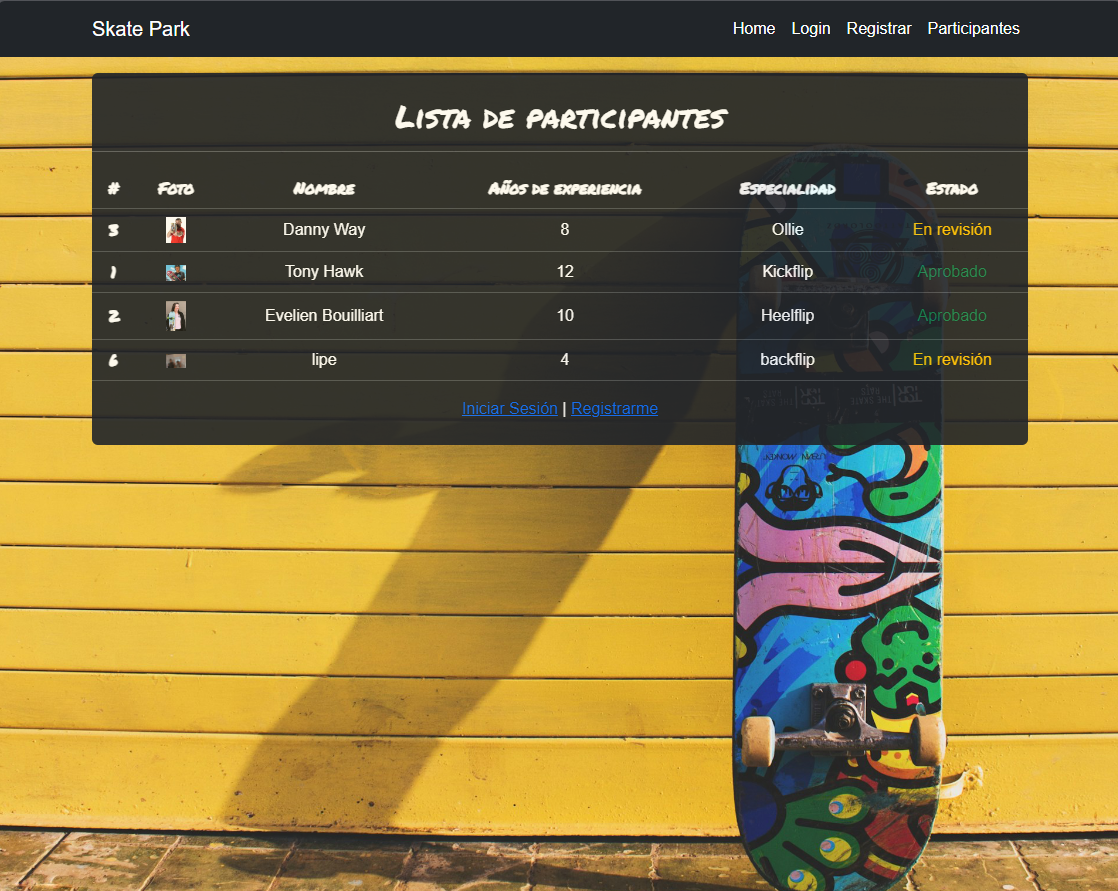 Skate Park Home Login Registrar Participantes
Lista de participantes
# Foto Nombre Años de experiencia Especialidad Estado
3 Danny Way 8 Ollie En revisión
1 Tony Hawk 12 Kickflip Aprobado
2 Evelien Bouilliart 10 Heelflip Aprobado
6 lipe 4 backflip En revisión
Iniciar Sesión | Registrarme